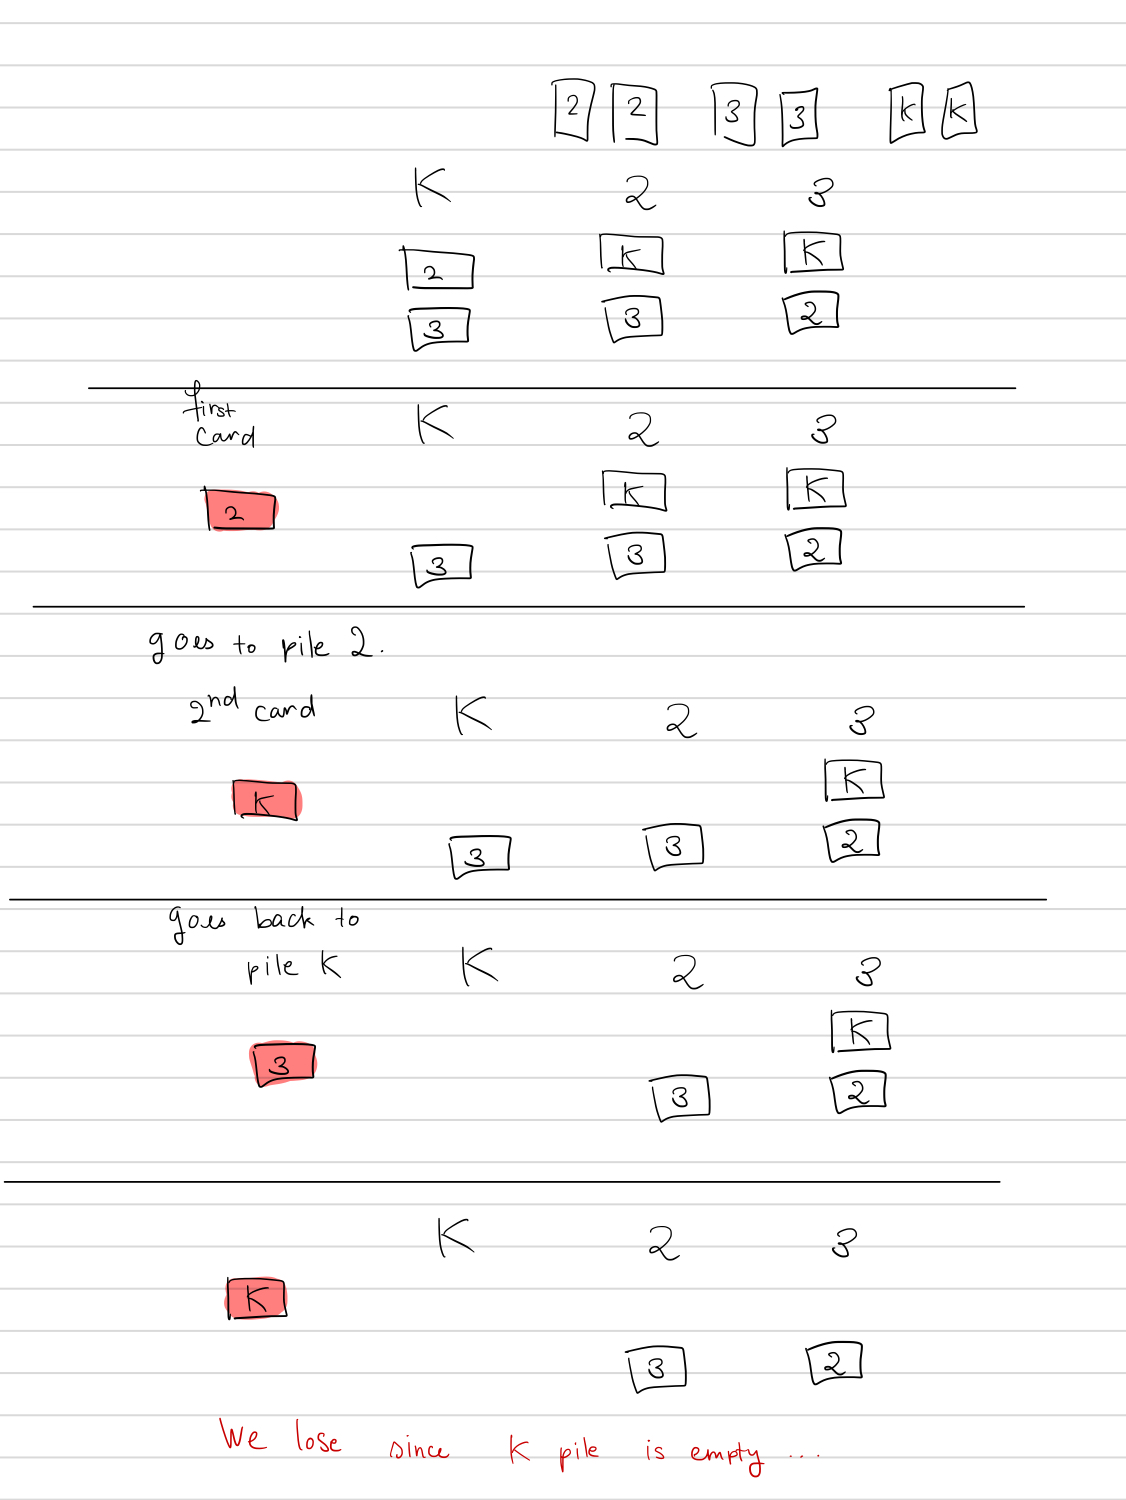 2 2 3 3 K K
K 2 3
2 K K
3 3 2
first
card K 2 3
2 K K
3 3 2
goes to pile 2.
2nd card K 2 3
K K
3 3 2
goes back to
pile K K 2 3
3 K
3 2
K 2 3
K
3 2
We lose since K pile is empty ...